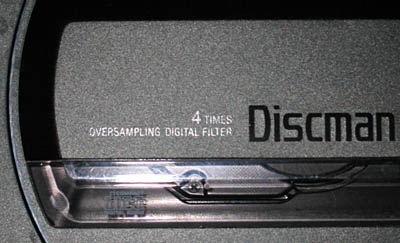 4 TIMES
OVERSAMPLING DIGITAL FILTER
Discman